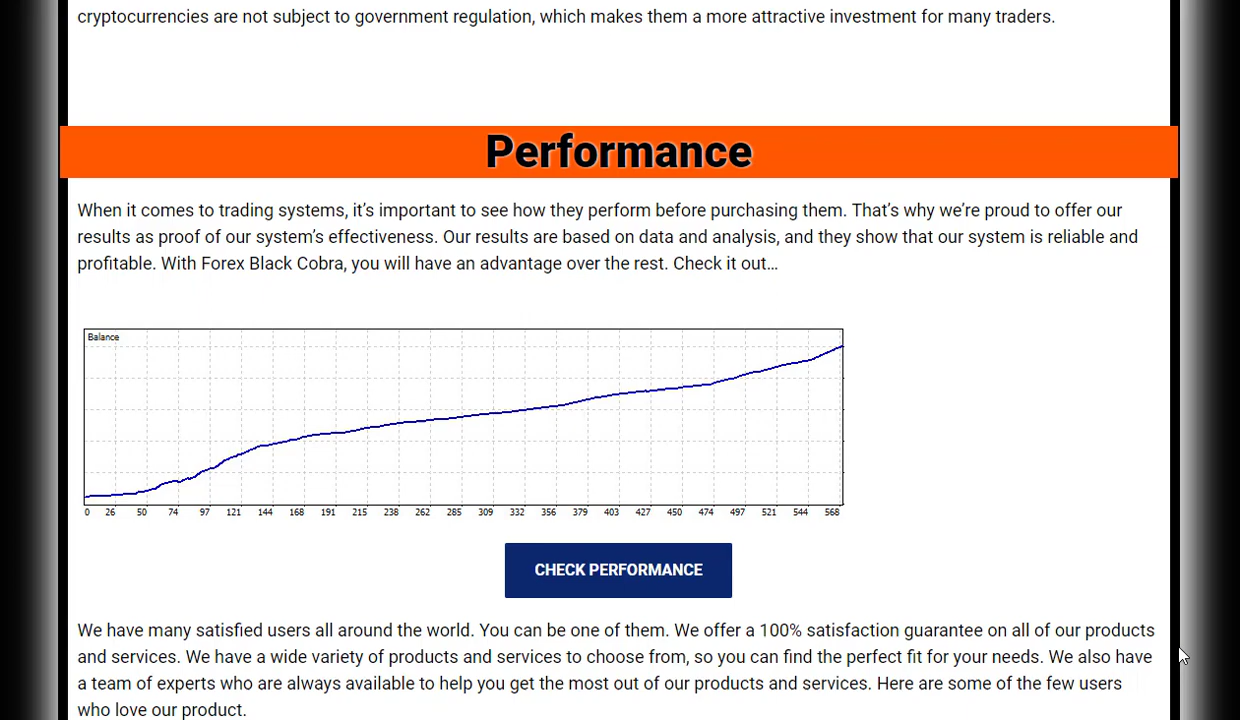 cryptocurrencies are not subject to government regulation, which makes them a more attractive investment for many traders.
Performance
When it comes to trading systems, it’s important to see how they perform before purchasing them. That’s why we’re proud to offer our
results as proof of our system’s effectiveness. Our results are based on data and analysis, and they show that our system is reliable and
profitable. With Forex Black Cobra, you will have an advantage over the rest. Check it out…
Balance
0 26 50 74 97 121 144 168 191 215 238 262 285 309 332 356 379 403 427 450 474 497 521 544 568
CHECK PERFORMANCE
We have many satisfied users all around the world. You can be one of them. We offer a 100% satisfaction guarantee on all of our products
and services. We have a wide variety of products and services to choose from, so you can find the perfect fit for your needs. We also have
a team of experts who are always available to help you get the most out of our products and services. Here are some of the few users
who love our product.